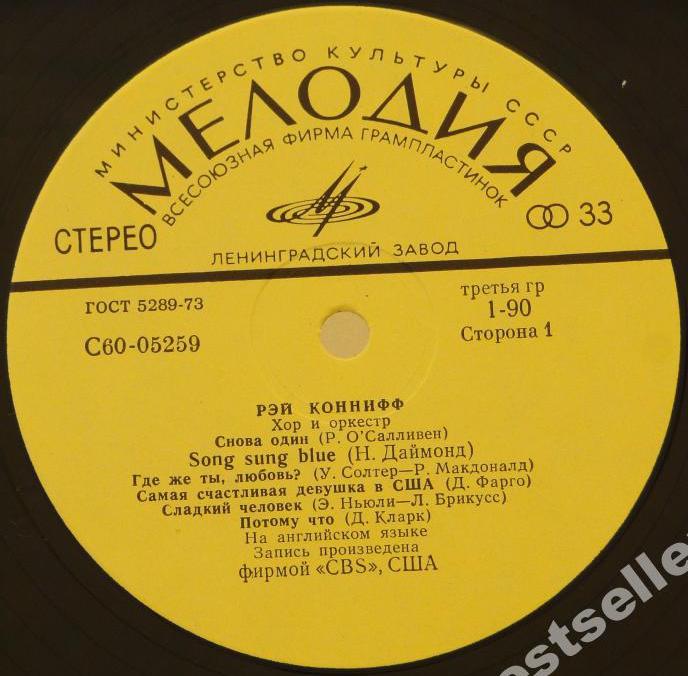 МИНИСТЕРСТВО КУЛЬТУРЫ СССР
МЕЛОДИЯ
ВСЕСОЮЗНАЯ ФИРМА ГРАМПЛАСТИНОК
СТЕРЕО
33
ЛЕНИНГРАДСКИЙ ЗАВОД
ГОСТ 5289-73
третья гр
С60-05259
1-90
Сторона 1
РЭЙ КОННИФФ
Хор и оркестр
Снова один (Р. О'Салливен)
Song sung blue (Н. Даймонд)
Где же ты, любовь? (У. Солтер—Р. Макдоналд)
Самая счастливая девушка в США (Д. Фарго)
Сладкий человек (Э. Ньюли—Л. Брикусс)
Потому что (Д. Кларк)
На английском языке
Запись произведена
фирмой «CBS», США